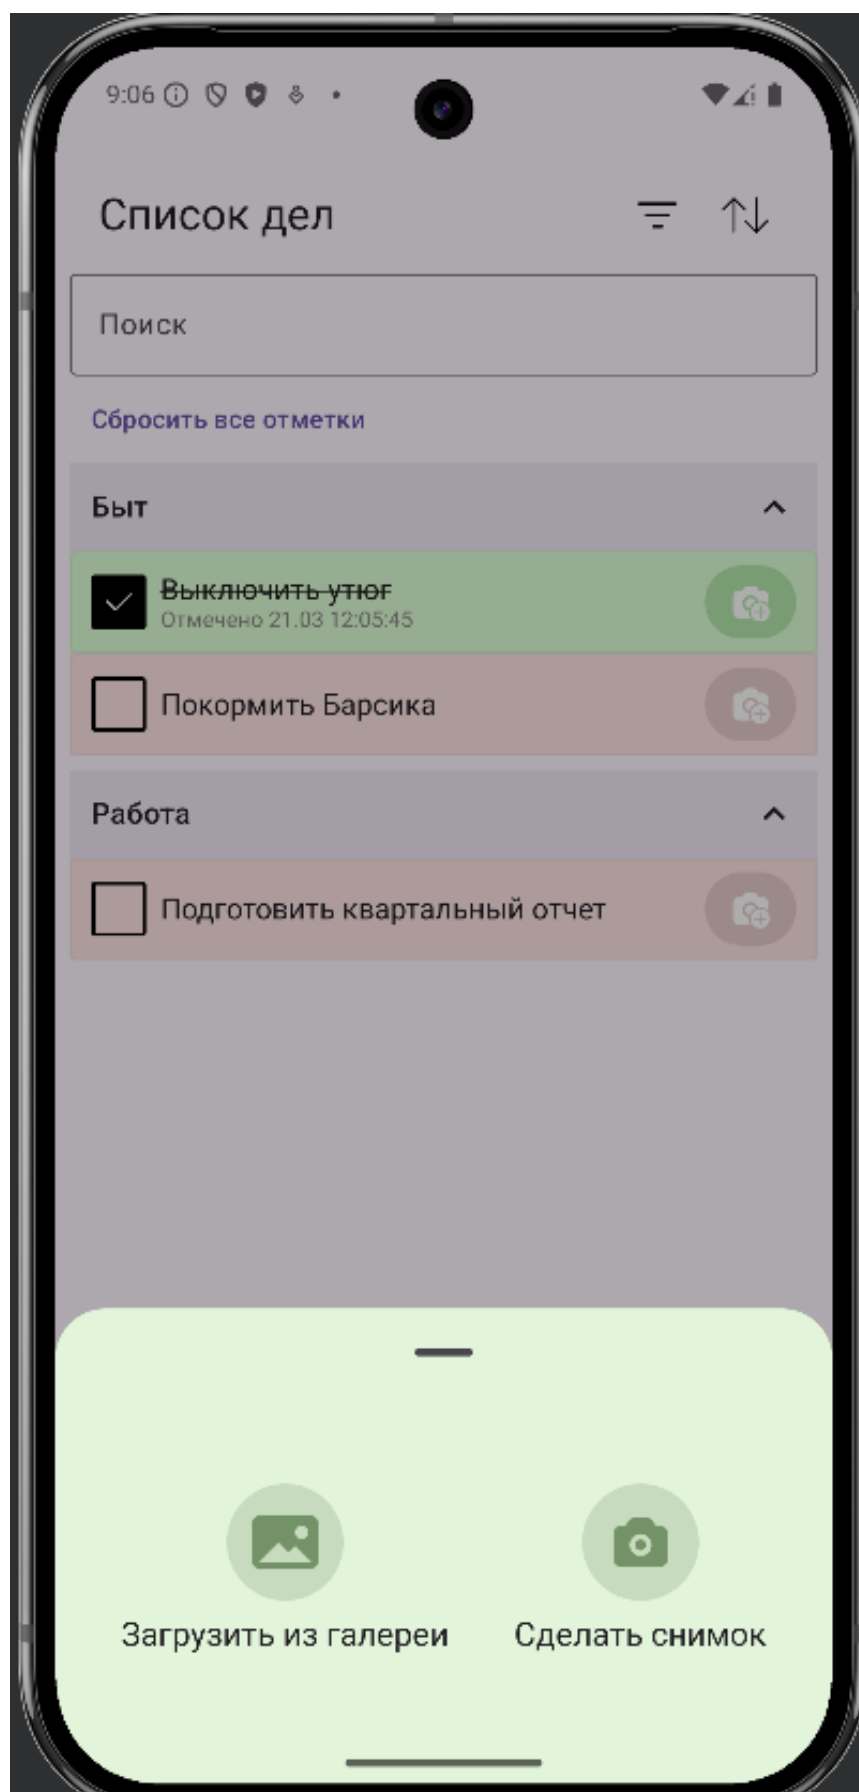 9:06
Список дел
Поиск
Сбросить все отметки
Быт
Выключить утюг
Отмечено 21.03 12:05:45
Покормить Барсика
Работа
Подготовить квартальный отчет
Загрузить из галереи
Сделать снимок